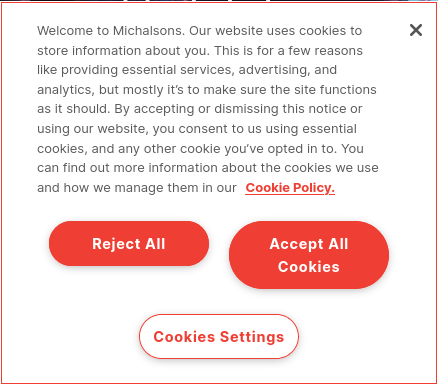 Welcome to Michalsons. Our website uses cookies to
store information about you. This is for a few reasons
like providing essential services, advertising, and
analytics, but mostly it's to make sure the site functions
as it should. By accepting or dismissing this notice or
using our website, you consent to us using essential
cookies, and any other cookie you've opted in to. You
can find out more information about the cookies we use
and how we manage them in our Cookie Policy.
Reject All
Accept All
Cookies
Cookies Settings